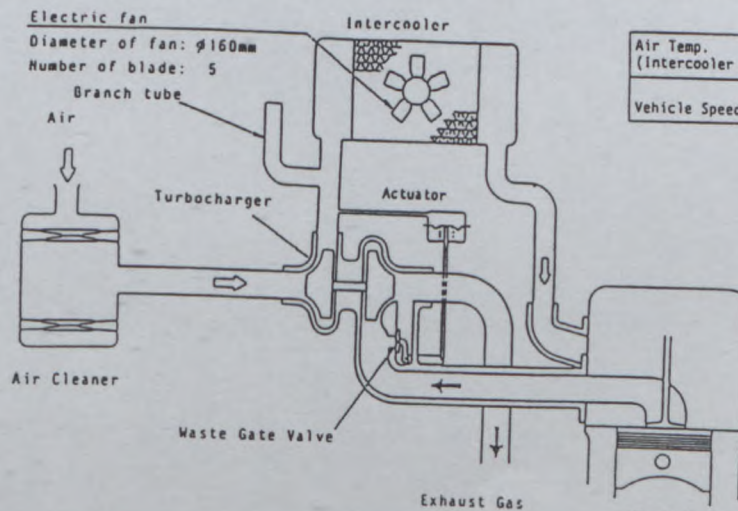 Electric fan
Diameter of fan: ø160mm
Number of blade: 5
Branch tube
Air
Intercooler
Air Temp.
(Intercooler
Vehicle Speed
Turbocharger
Actuator
Air Cleaner
Waste Gate Valve
Exhaust Gas